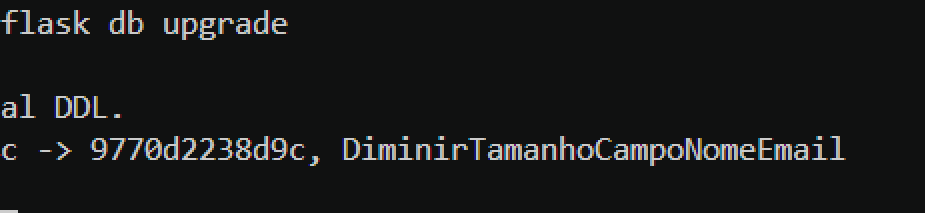 flask db upgrade
al DDL.
c -> 9770d2238d9c, DiminirTamanhoCampoNomeEmail